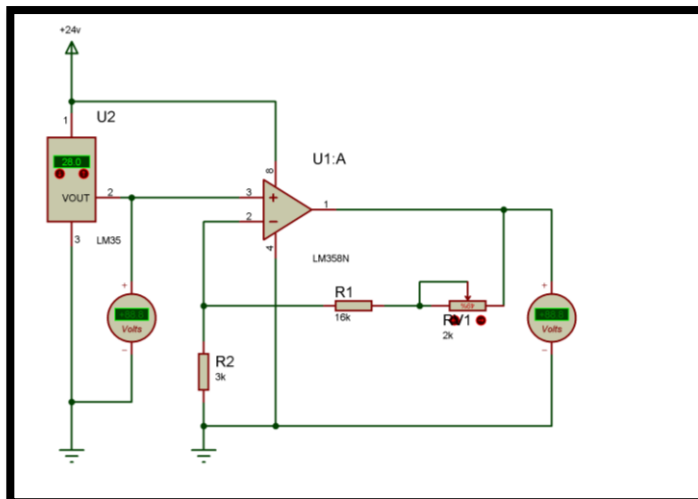 +24v
U2
1
28.0
VOUT
2
3
LM35
+
Volts
U1:A
8
3
2
4
1
LM358N
R1
16k
RV1
2k
R2
3k
+
Volts